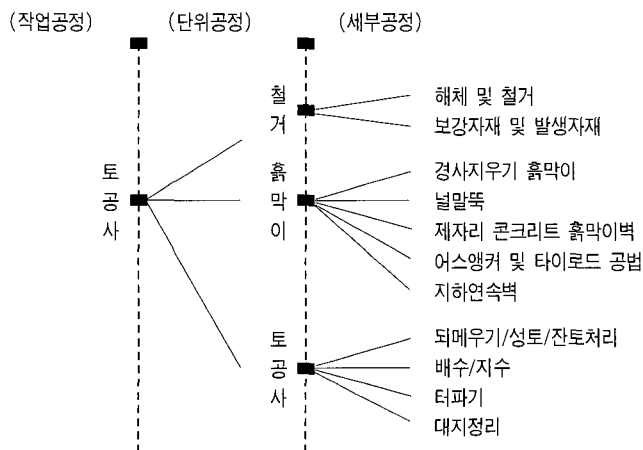 (작업공정) (단위공정) (세부공정)
철거
해체 및 철거
보강자재 및 발생자재
토공사
흙막이
경사지우기 흙막이
널말뚝
제자리 콘크리트 흙막이벽
어스앵커 및 타이로드 공법
지하연속벽
토공사
되메우기/성토/잔토처리
배수/지수
터파기
대지정리